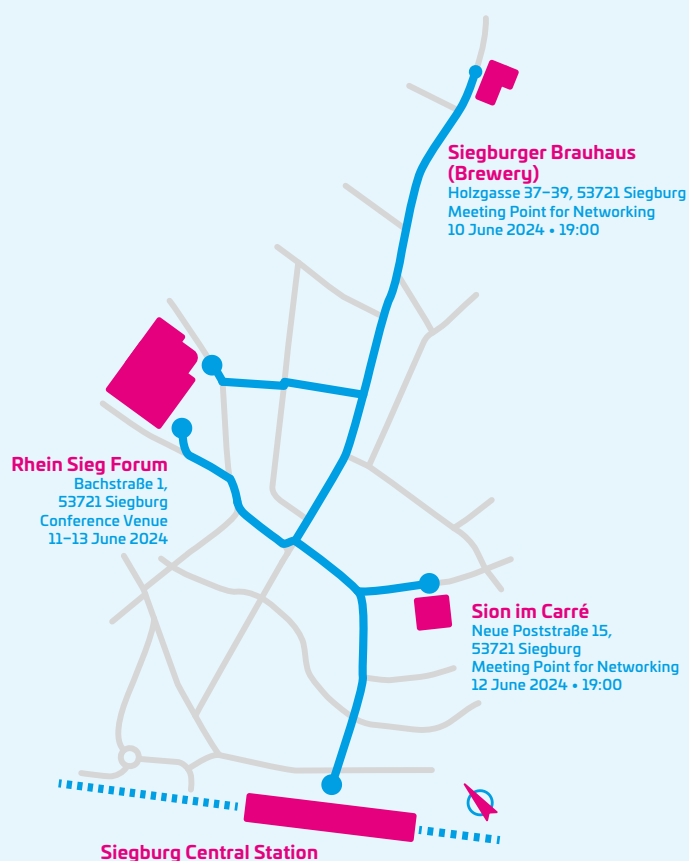 Siegburger Brauhaus
(Brewery)
Holzgasse 37–39, 53721 Siegburg
Meeting Point for Networking
10 June 2024 • 19:00
Rhein Sieg Forum
Bachstraße 1,
53721 Siegburg
Conference Venue
11–13 June 2024
Sion im Carré
Neue Poststraße 15,
53721 Siegburg
Meeting Point for Networking
12 June 2024 • 19:00
Siegburg Central Station